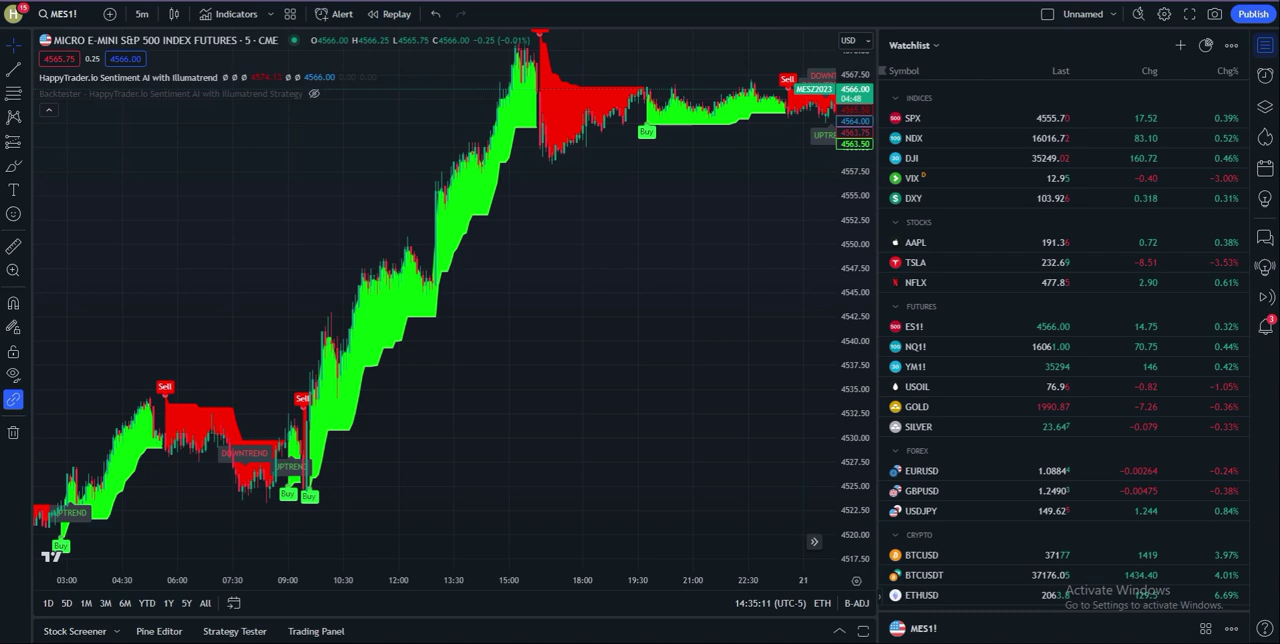 H 15 MES1! 5m Indicators Alert Replay Unnamed Publish
MICRO E-MINI S&P 500 INDEX FUTURES · 5 · CME O4566.00 H4566.25 L4565.75 C4566.00 -0.25 (-0.01%) USD
4565.75 0.25 4566.00
HappyTrader.io Sentiment AI with Illumatrend ø ø ø 4574.13 ø ø 4566.00 0.00 0.00
Backtester - HappyTrader.io Sentiment AI with Illumatrend Strategy
Sell
4567.50
MESZ2023 4566.00
04:48
4564.00
4563.75
4563.50
Buy
4557.55
4552.50
4550.00
4547.50
4545.00
4542.50
4540.00
4537.50
4535.00
4532.50
4530.00
4527.50
4525.00
4522.50
4520.00
4517.50
Sell
Sell
DOWNTREND
Buy
Buy
Buy
03:00 04:30 06:00 07:30 09:00 10:30 12:00 13:30 15:00 18:00 19:30 21:00 22:30 21
1D 5D 1M 3M 6M YTD 1Y 5Y All 14:35:11 (UTC-5) ETH B-ADJ
Stock Screener Pine Editor Strategy Tester Trading Panel
Watchlist
Symbol Last Chg Chg%
INDICES
SPX 4555.70 17.52 0.39%
NDX 16016.72 83.10 0.52%
DJI 35249.02 160.72 0.46%
VIX D 12.95 -0.40 -3.00%
DXY 103.926 0.318 0.31%
STOCKS
AAPL 191.36 0.72 0.38%
TSLA 232.69 -8.51 -3.53%
NFLX 477.85 2.90 0.61%
FUTURES
ES1! 4566.00 14.75 0.32%
NQ1! 16061.00 70.75 0.44%
YM1! 35294 146 0.42%
USOIL 76.96 -0.82 -1.05%
GOLD 1990.87 -7.26 -0.36%
SILVER 23.647 -0.079 -0.33%
FOREX
EURUSD 1.08844 -0.00264 -0.24%
GBPUSD 1.24903 -0.00475 -0.38%
USDJPY 149.625 1.244 0.84%
CRYPTO
BTCUSD 37177 1419 3.97%
BTCUSDT 37176.05 1434.40 4.01%
ETHUSD 2063.8 129.5 6.69%
Activate Windows
Go to Settings to activate Windows.
MES1!
3